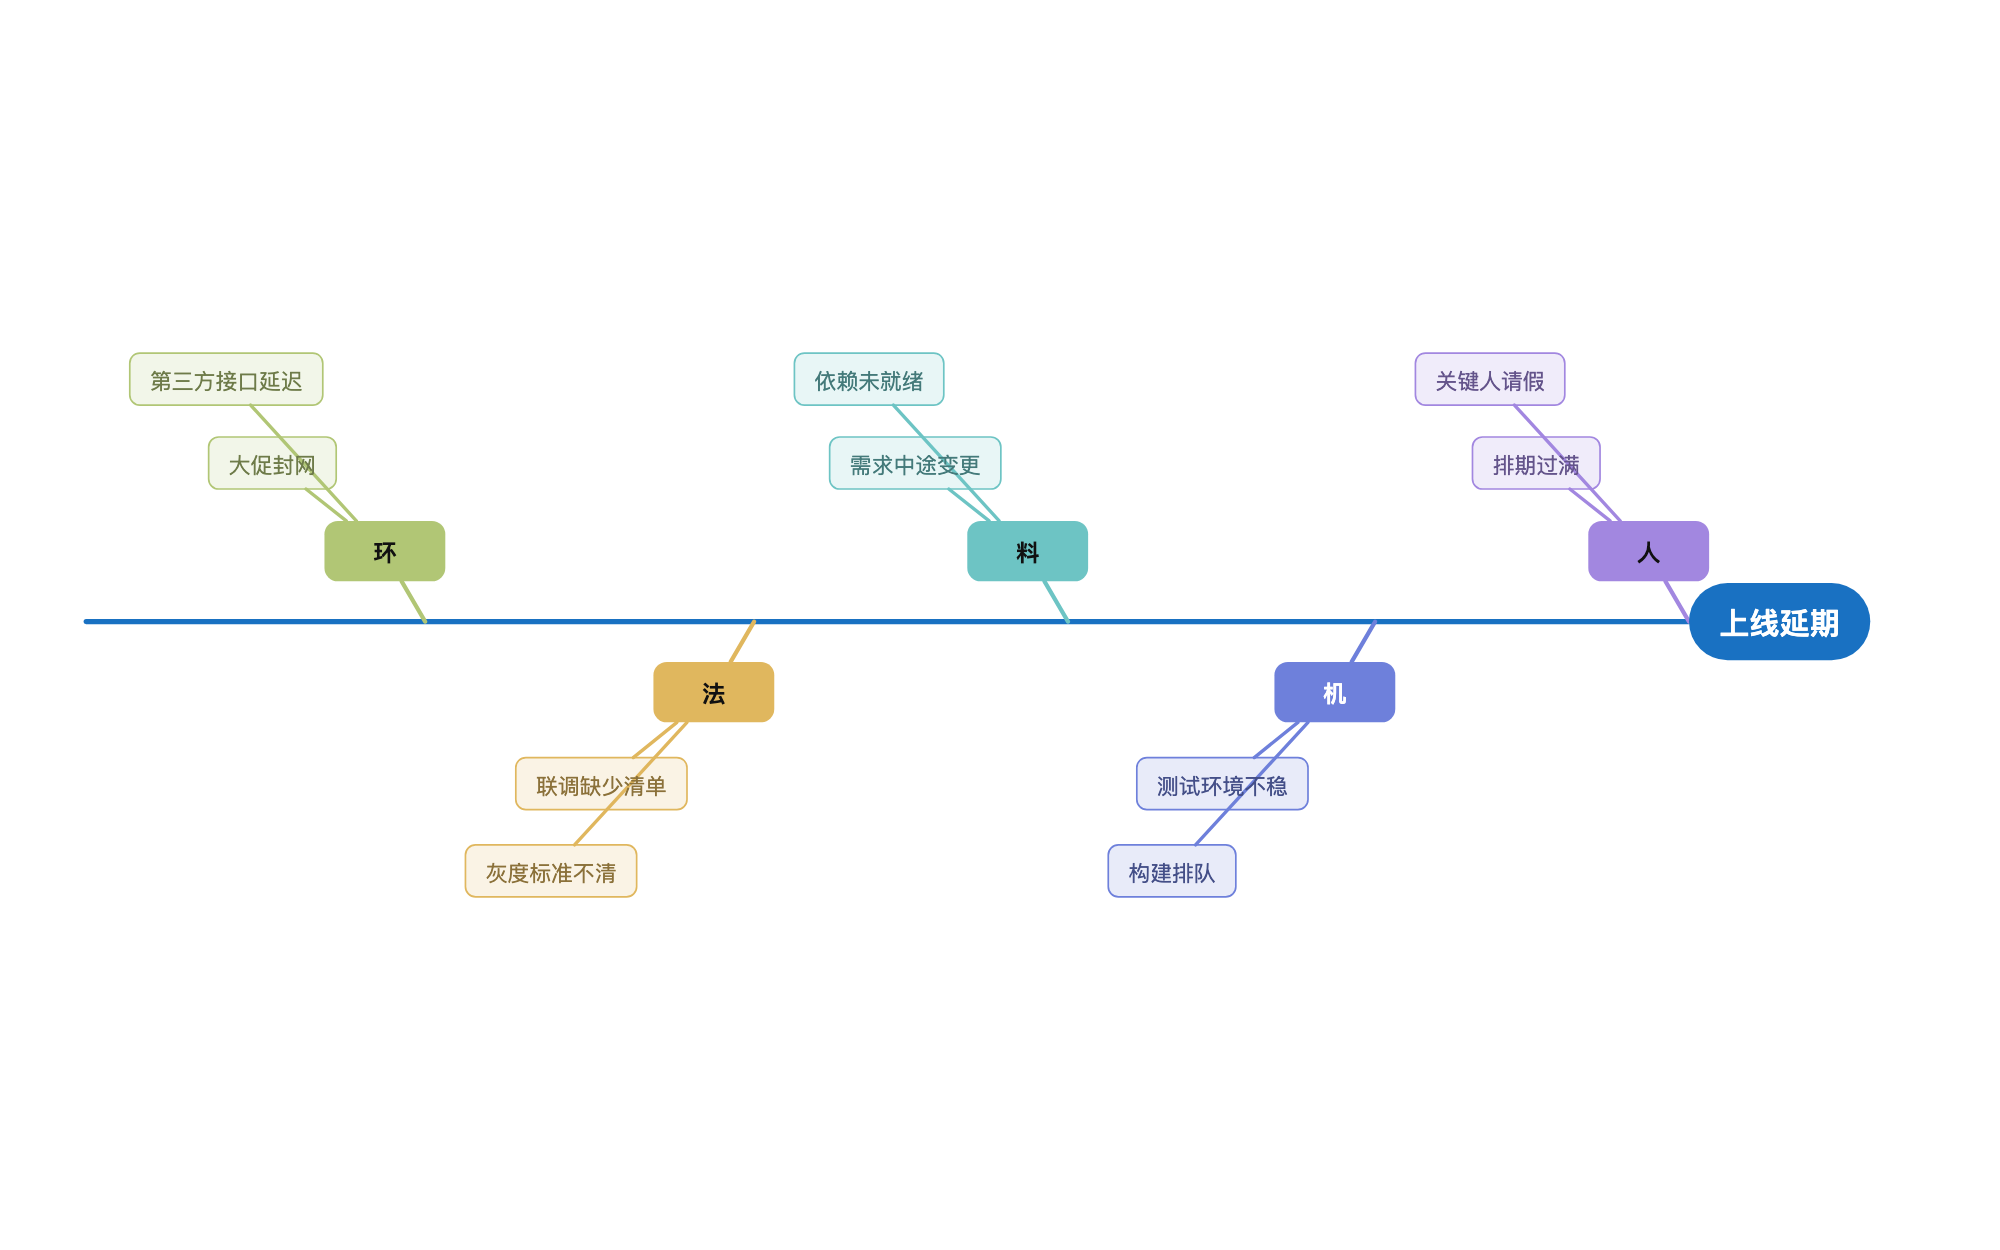 第三方接口延迟
依赖未就绪
关键人请假
大促封网
需求中途变更
排期过满
环
料
人
上线延期
法
机
联调缺少清单
测试环境不稳
灰度标准不清
构建排队